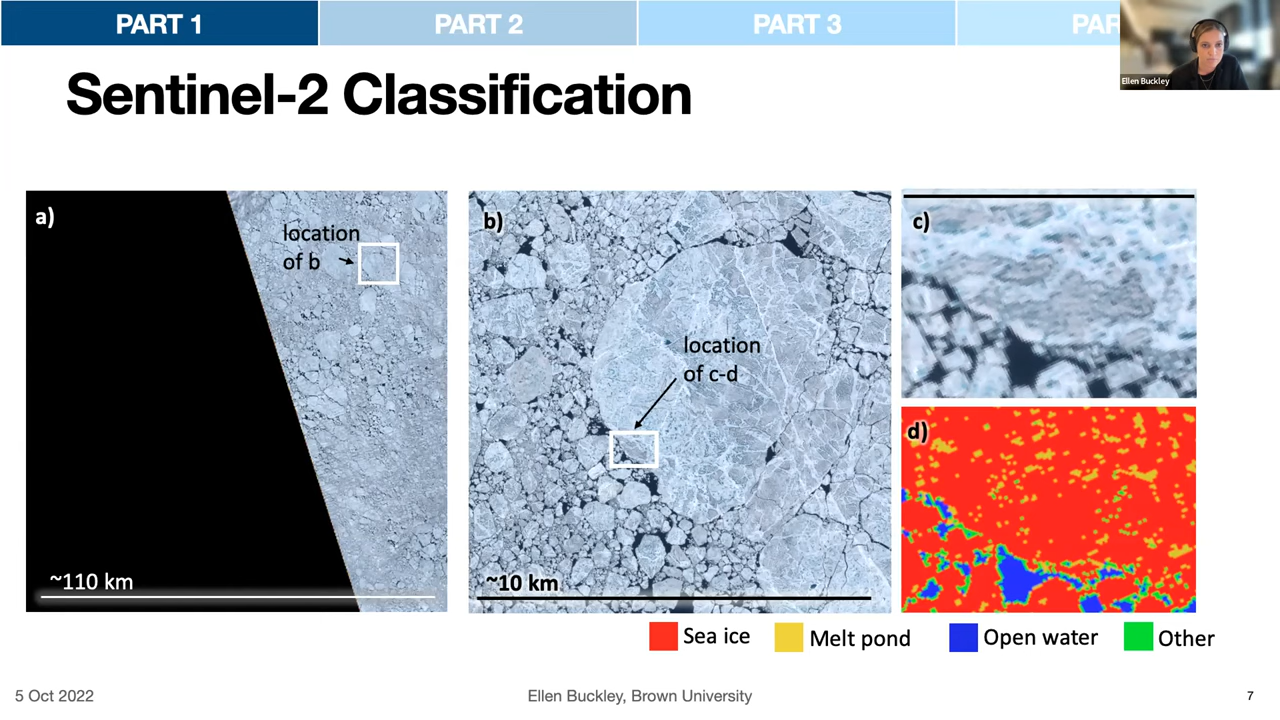 PART 1
PART 2
PART 3
PAR
Ellen Buckley
Sentinel-2 Classification
a)
location
of b
~110 km
b)
location
of c-d
~10 km
c)
d)
Sea ice
Melt pond
Open water
Other
5 Oct 2022
Ellen Buckley, Brown University
7